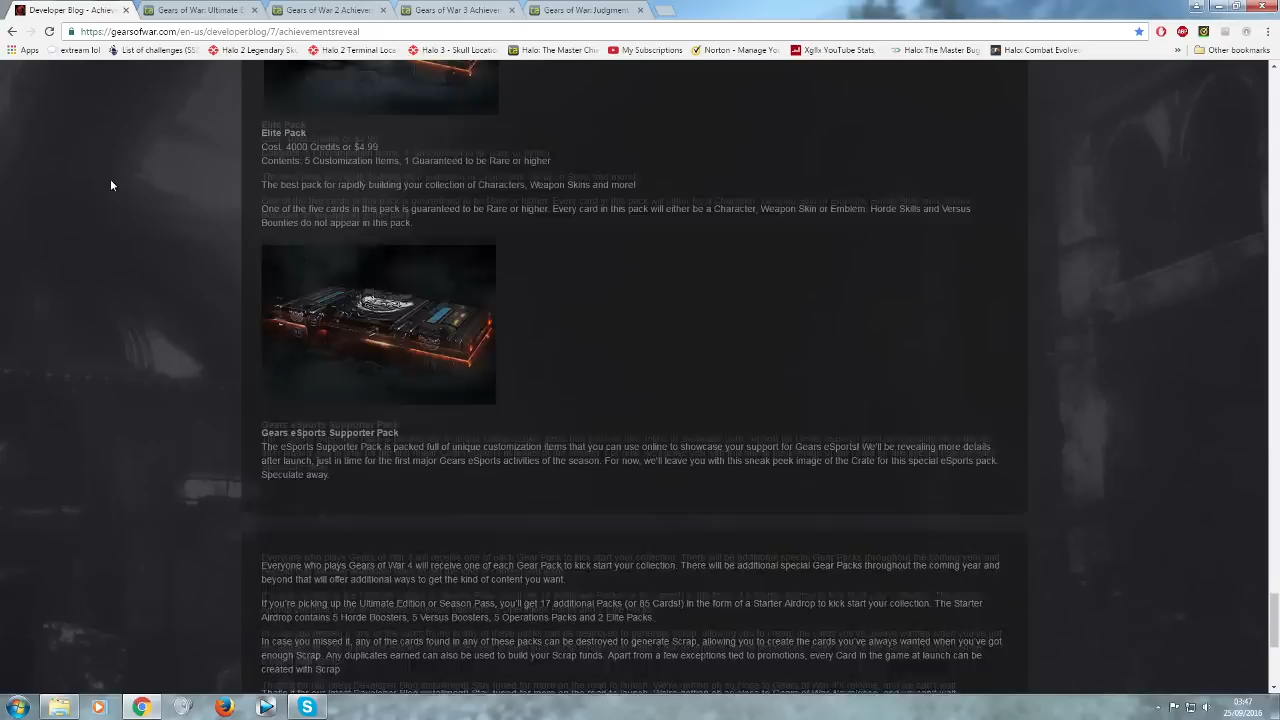 Developer Blog - Achiev
Gears of War: Ultimate E
Gears of War 2 Achiever
Gears of War 3 Achieven
Gears of War: Judgment
https://gearsofwar.com/en-us/developerblog/7/achievementsreveal
Apps
extream lol
List of challenges (SS
Halo 2 Legendary Sku
Halo 2 Terminal Loca
Halo 3 - Skull Locatio
Halo: The Master Chi
My Subscriptions
Norton - Manage You
Xgllx YouTube Stats,
Halo: The Master Bug
Halo: Combat Evolve
»
Other bookmarks
Elite Pack
Cost. 4000 Credits or $4.99
Contents: 5 Customization Items, 1 Guaranteed to be Rare or higher
The best pack for rapidly building your collection of Characters, Weapon Skins and more!
One of the five cards in this pack is guaranteed to be Rare or higher. Every card in this pack will either be a Character, Weapon Skin or Emblem. Horde Skills and Versus
Bounties do not appear in this pack.
Gears eSports Supporter Pack
The eSports Supporter Pack is packed full of unique customization items that you can use online to showcase your support for Gears eSports! We'll be revealing more details
after launch, just in time for the first major Gears eSports activities of the season. For now, we'll leave you with this sneak peek image of the Crate for this special eSports pack.
Speculate away.
Everyone who plays Gears of War 4 will receive one of each Gear Pack to kick start your collection. There will be additional special Gear Packs throughout the coming year and
beyond that will offer additional ways to get the kind of content you want.
If you're picking up the Ultimate Edition or Season Pass, you'll get 17 additional Packs (or 85 Cards!) in the form of a Starter Airdrop to kick start your collection. The Starter
Airdrop contains 5 Horde Boosters, 5 Versus Boosters, 5 Operations Packs and 2 Elite Packs.
In case you missed it, any of the cards found in any of these packs can be destroyed to generate Scrap, allowing you to create the cards you've always wanted when you've got
enough Scrap. Any duplicates earned can also be used to build your Scrap funds. Apart from a few exceptions tied to promotions, every Card in the game at launch can be
created with Scrap
03:47
25/09/2016